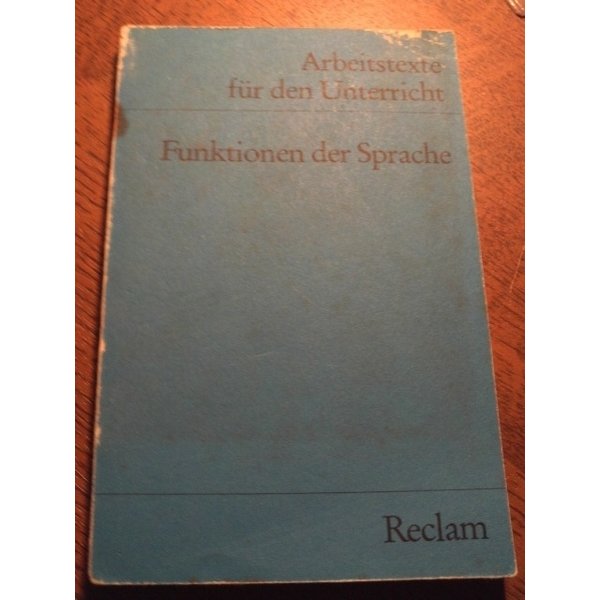 Arbeitstexte
für den Unterricht
Funktionen der Sprache
Reclam